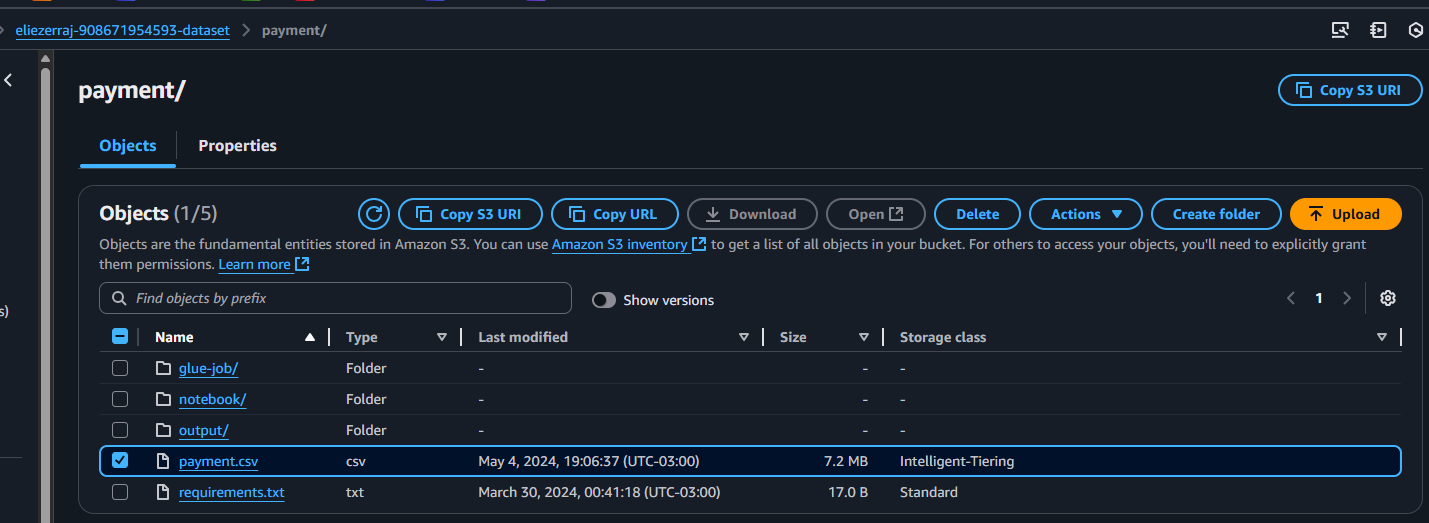 eliezerraj-908671954593-dataset > payment/
payment/
Copy S3 URI
Objects Properties
Objects (1/5) Copy S3 URI Copy URL Download Open Delete Actions Create folder Upload
Objects are the fundamental entities stored in Amazon S3. You can use Amazon S3 inventory to get a list of all objects in your bucket. For others to access your objects, you'll need to explicitly grant
them permissions. Learn more
Find objects by prefix Show versions 1
s)
Name Type Last modified Size Storage class
glue-job/ Folder - - -
notebook/ Folder - - -
output/ Folder - - -
payment.csv csv May 4, 2024, 19:06:37 (UTC-03:00) 7.2 MB Intelligent-Tiering
requirements.txt txt March 30, 2024, 00:41:18 (UTC-03:00) 17.0 B Standard